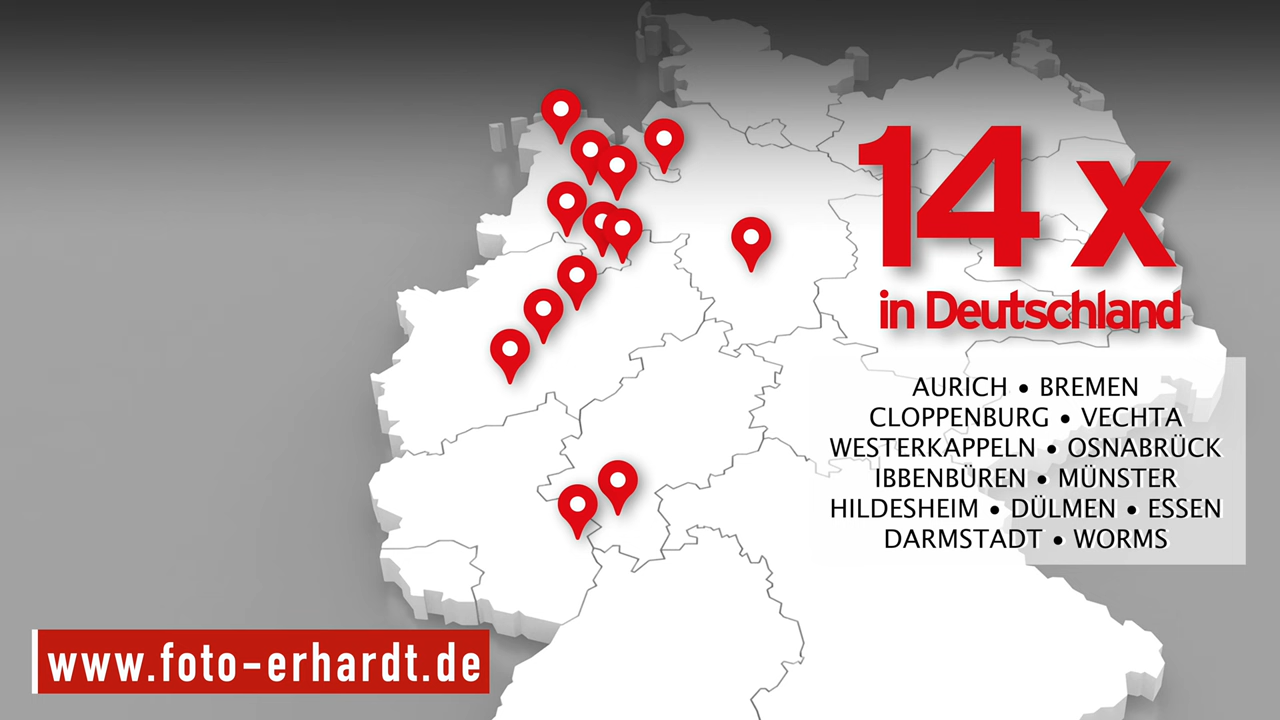 14 x
in Deutschland
AURICH • BREMEN
CLOPPENBURG • VECHTA
WESTERKAPPELN • OSNABRÜCK
IBBENBÜREN • MÜNSTER
HILDESHEIM • DÜLMEN • ESSEN
DARMSTADT • WORMS
www.foto-erhardt.de